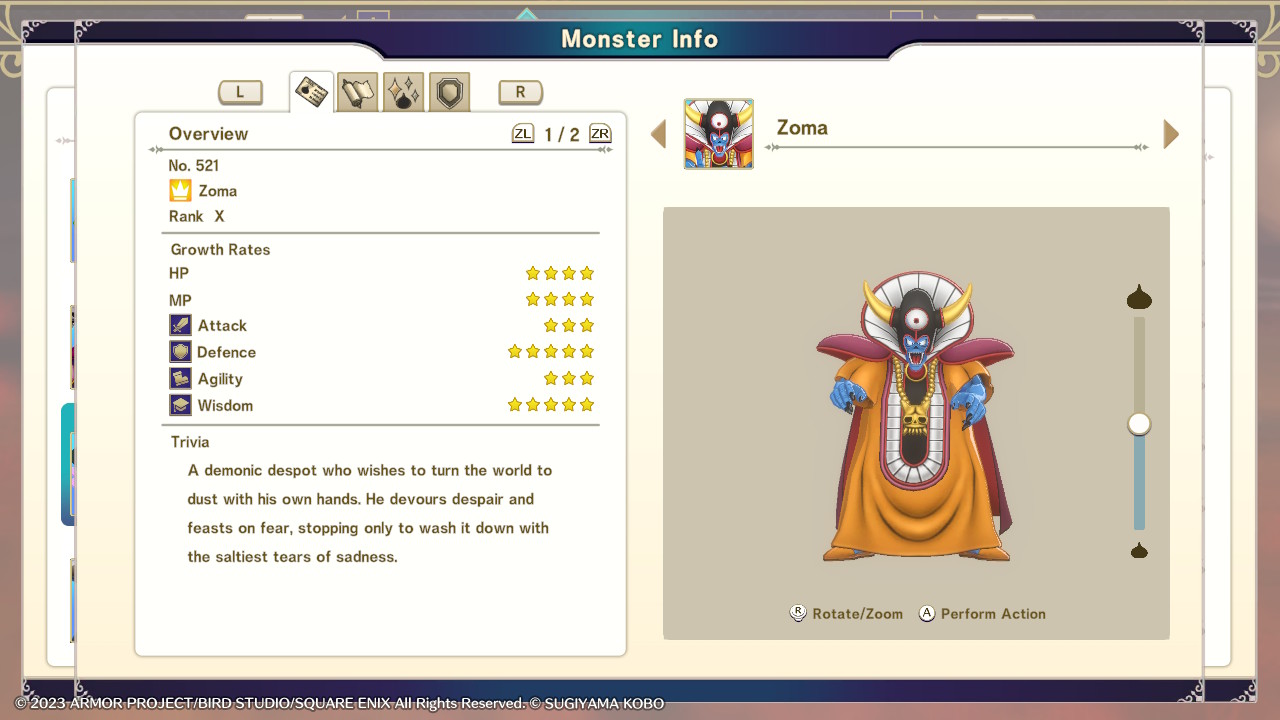 Monster Info
L
R
Overview
ZL 1 / 2 ZR
No. 521
Zoma
Rank X
Growth Rates
HP
MP
Attack
Defence
Agility
Wisdom
Trivia
A demonic despot who wishes to turn the world to
dust with his own hands. He devours despair and
feasts on fear, stopping only to wash it down with
the saltiest tears of sadness.
Zoma
R Rotate/Zoom A Perform Action
© 2023 ARMOR PROJECT/BIRD STUDIO/SQUARE ENIX All Rights Reserved. © SUGIYAMA KOBO